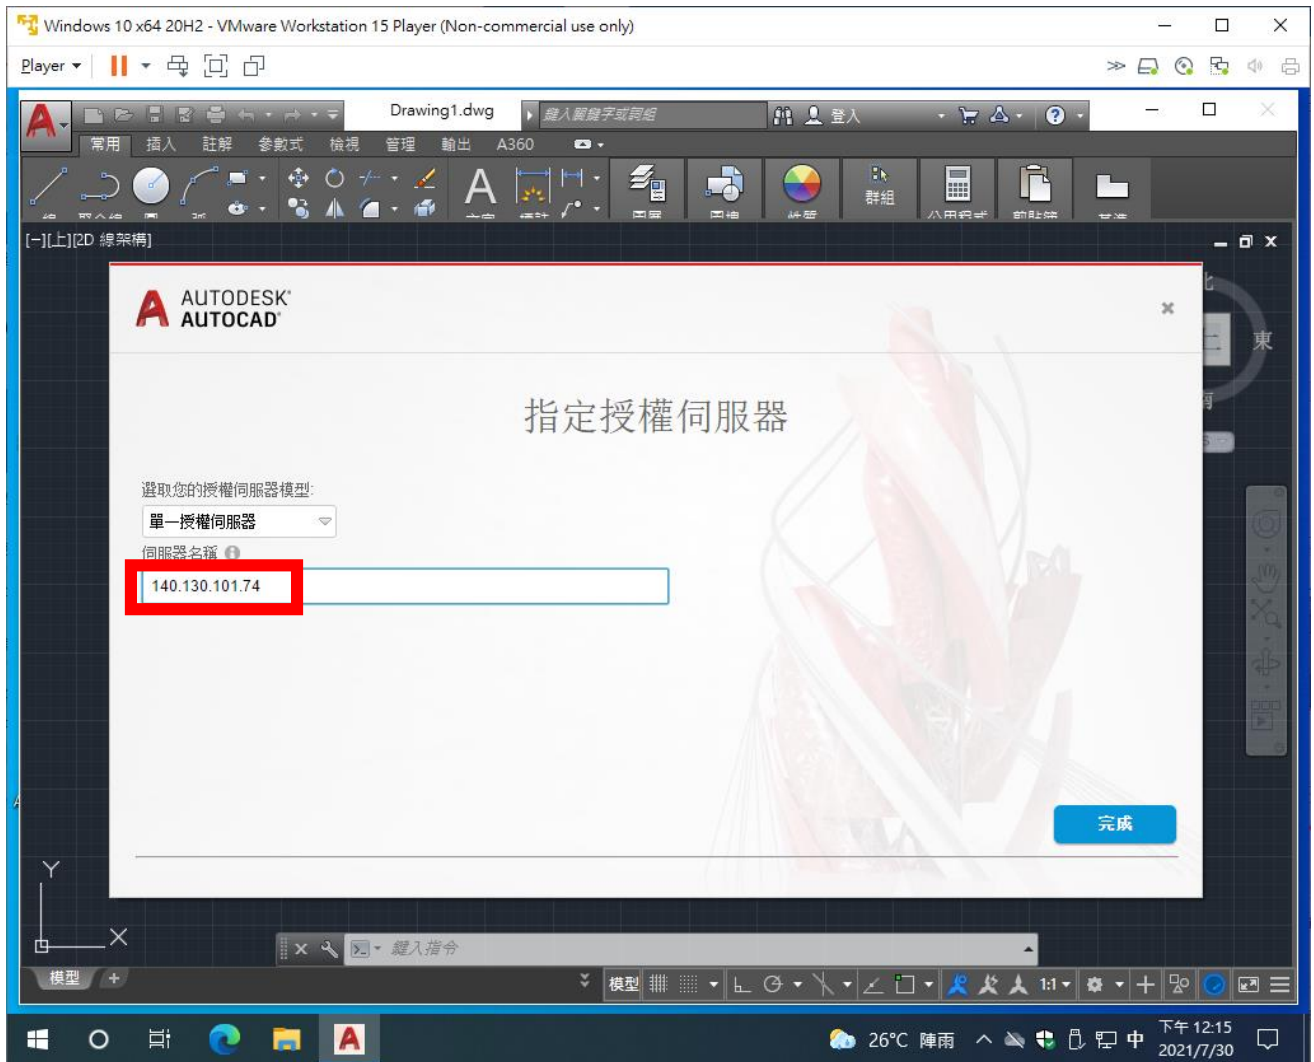 Windows 10 x64 20H2 - VMware Workstation 15 Player (Non-commercial use only)
Player
Drawing1.dwg
鍵入關鍵字或詞組
登入
常用 插入 註解 參數式 檢視 管理 輸出 A360
群組
[−][上][2D 線架構]
北
東
AUTODESK®
AUTOCAD®
指定授權伺服器
選取您的授權伺服器模型:
單一授權伺服器
伺服器名稱
140.130.101.74
完成
Y
X
鍵入指令
模型 +
模型
1:1
26°C 陣雨
中
下午 12:15
2021/7/30